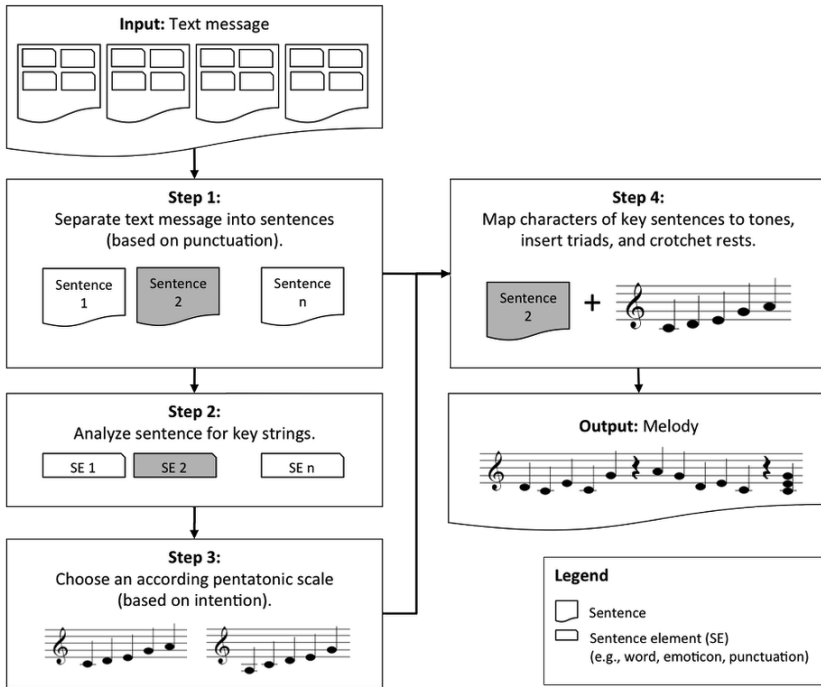 Input: Text message
Step 1:
Separate text message into sentences
(based on punctuation).
Sentence
1
Sentence
2
Sentence
n
Step 2:
Analyze sentence for key strings.
SE 1
SE 2
SE n
Step 3:
Choose an according pentatonic scale
(based on intention).
Step 4:
Map characters of key sentences to tones,
insert triads, and crotchet rests.
Sentence
2
+
Output: Melody
Legend
Sentence
Sentence element (SE)
(e.g., word, emoticon, punctuation)